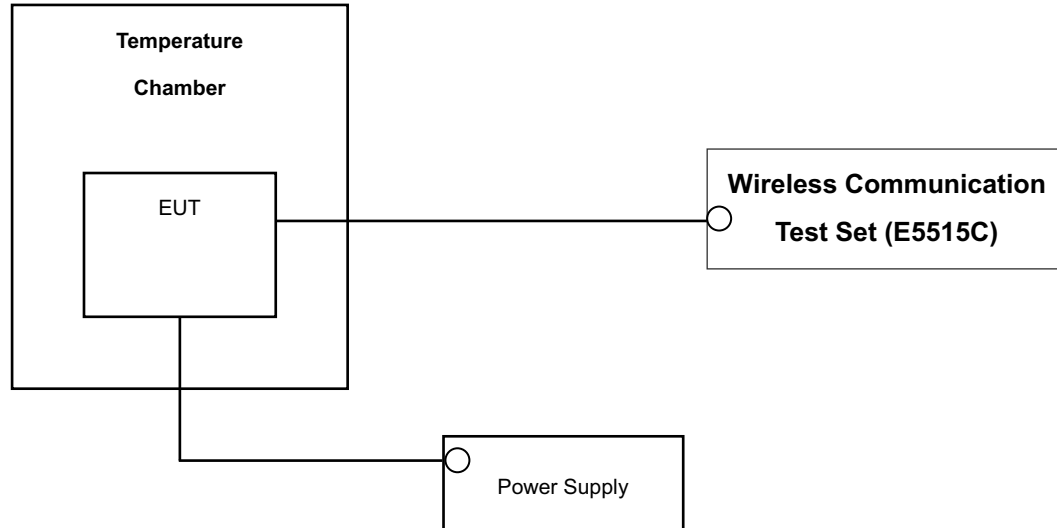 Temperature
Chamber
EUT
Wireless Communication
Test Set (E5515C)
Power Supply